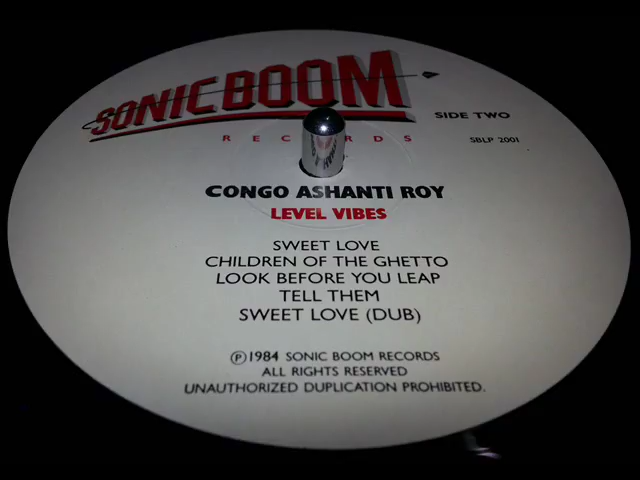 SONIC BOOM
RECORDS
SIDE TWO
SBLP 2001
CONGO ASHANTI ROY
LEVEL VIBES
SWEET LOVE
CHILDREN OF THE GHETTO
LOOK BEFORE YOU LEAP
TELL THEM
SWEET LOVE (DUB)
Ⓟ1984 SONIC BOOM RECORDS
ALL RIGHTS RESERVED
UNAUTHORIZED DUPLICATION PROHIBITED.